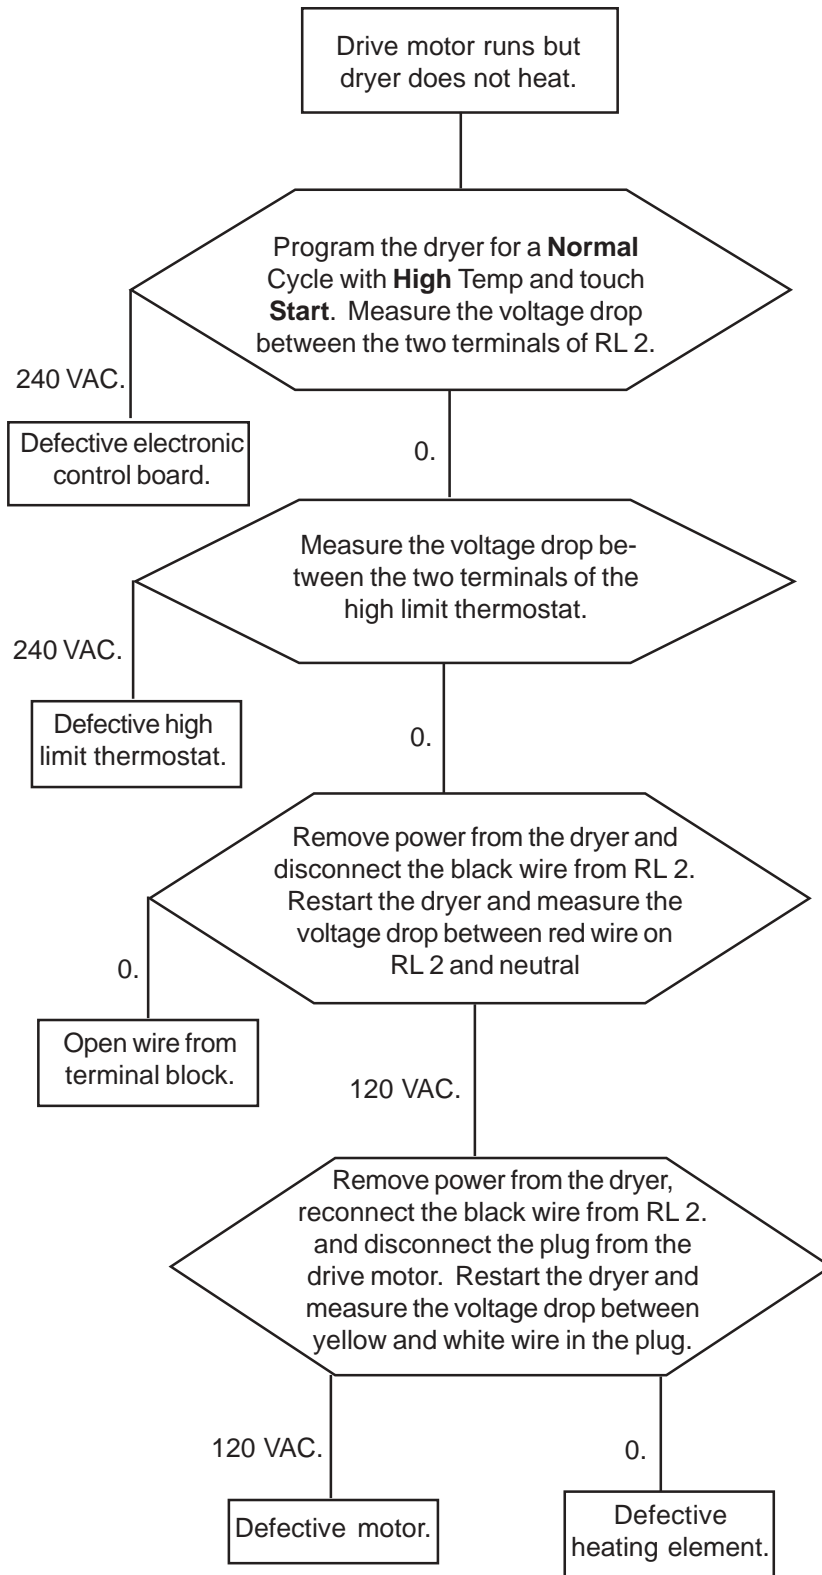 Drive motor runs but
dryer does not heat.
Program the dryer for a Normal
Cycle with High Temp and touch
Start. Measure the voltage drop
between the two terminals of RL 2.
240 VAC.
Defective electronic
control board.
0.
Measure the voltage drop be-
tween the two terminals of the
high limit thermostat.
240 VAC.
Defective high
limit thermostat.
0.
Remove power from the dryer and
disconnect the black wire from RL 2.
Restart the dryer and measure the
voltage drop between red wire on
RL 2 and neutral
0.
Open wire from
terminal block.
120 VAC.
Remove power from the dryer,
reconnect the black wire from RL 2.
and disconnect the plug from the
drive motor. Restart the dryer and
measure the voltage drop between
yellow and white wire in the plug.
120 VAC.
0.
Defective motor.
Defective
heating element.